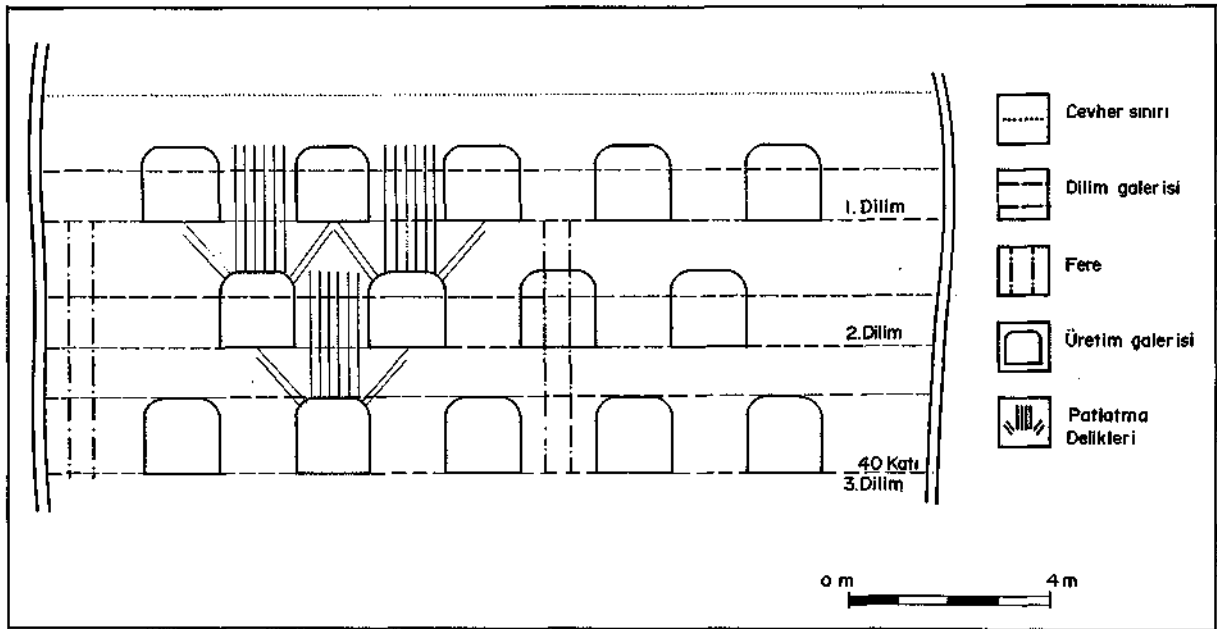 Cevher sınırı
Dilim galerisi
1. Dilim
Fere
2. Dilim
Üretim galerisi
Patlatma
Delikleri
40 Katı
3. Dilim
0 m 4 m